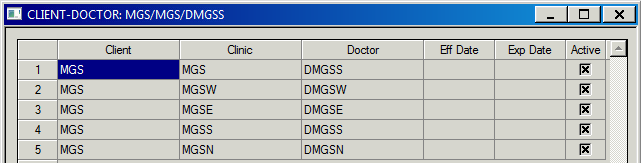 CLIENT-DOCTOR: MGS/MGS/DMGSS
Client Clinic Doctor Eff Date Exp Date Active
1 MGS MGS DMGSS
2 MGS MGSW DMGSW
3 MGS MGSE DMGSE
4 MGS MGSS DMGSS
5 MGS MGSN DMGSN